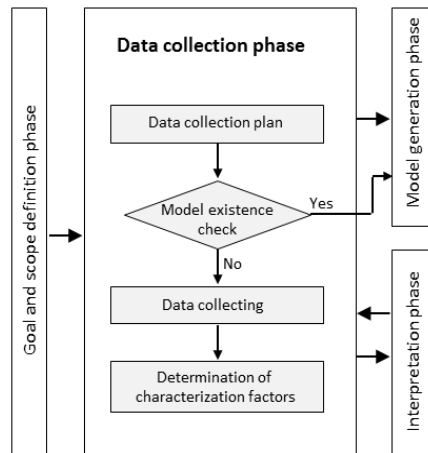 Goal and scope definition phase
Data collection phase
Data collection plan
Model existence
check
Yes
No
Data collecting
Determination of
characterization factors
Model generation phase
Interpretation phase